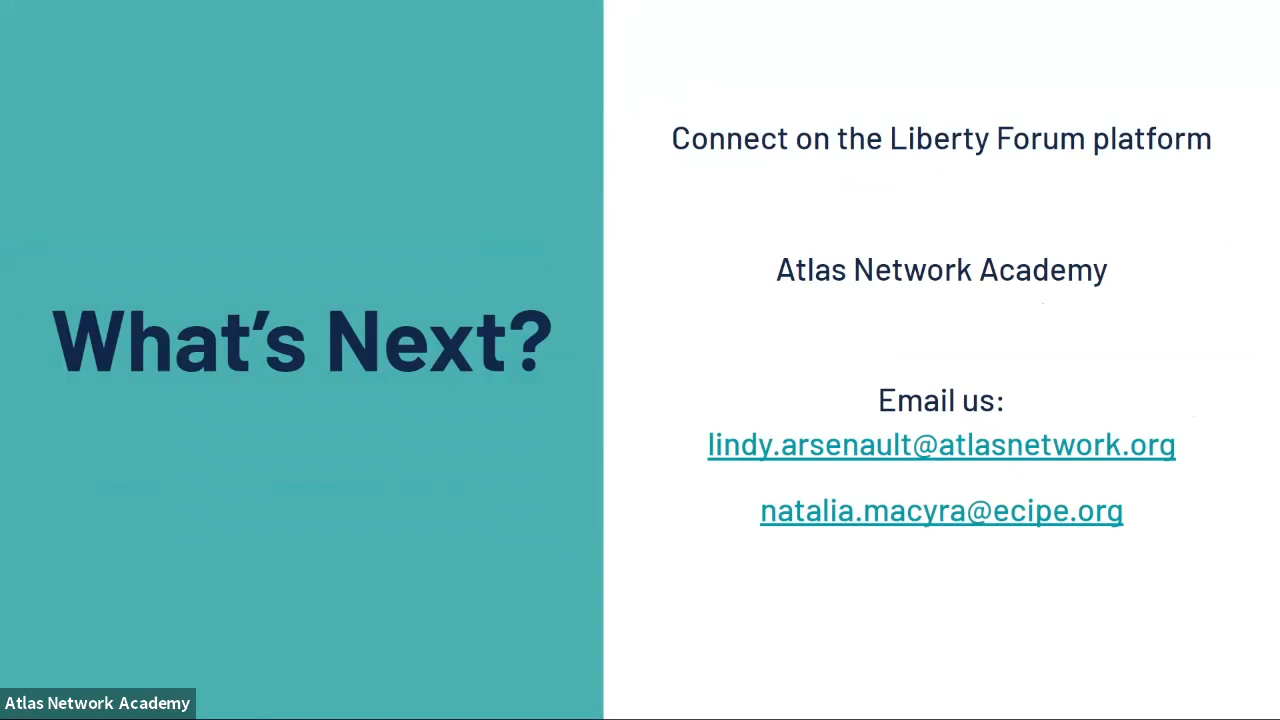 What's Next?
Connect on the Liberty Forum platform
Atlas Network Academy
Email us:
lindy.arsenault@atlasnetwork.org
natalia.macyra@ecipe.org
Atlas Network Academy